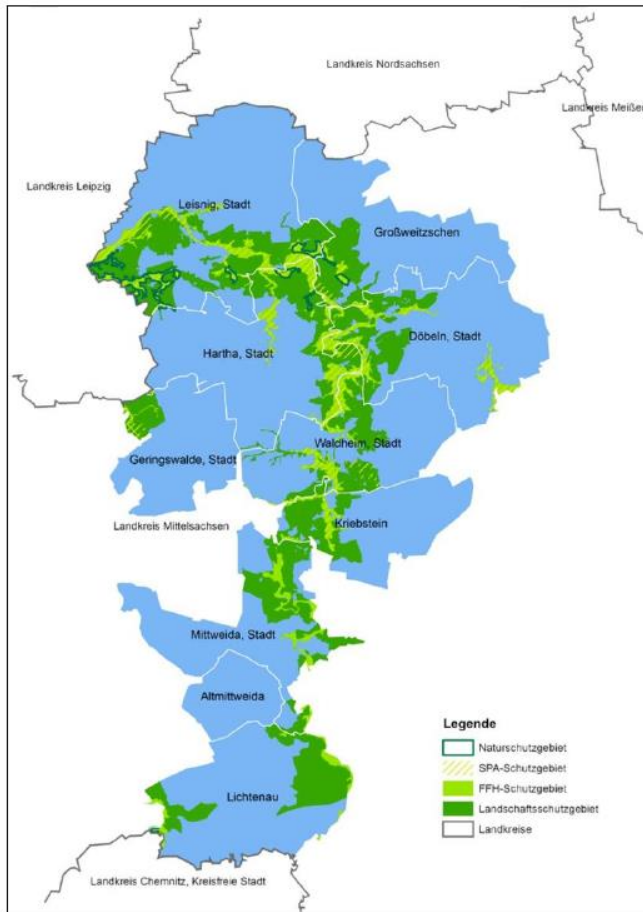 Landkreis Nordsachsen
Landkreis Meißen
Landkreis Leipzig
Leisnig, Stadt
Großweitzschen
Döbeln, Stadt
Hartha, Stadt
Waldheim, Stadt
Geringswalde, Stadt
Landkreis Mittelsachsen
Kriebstein
Mittweida, Stadt
Altmittweida
Lichtenau
Landkreis Chemnitz, Kreisfreie Stadt
Legende
Naturschutzgebiet
SPA-Schutzgebiet
FFH-Schutzgebiet
Landschaftsschutzgebiet
Landkreise